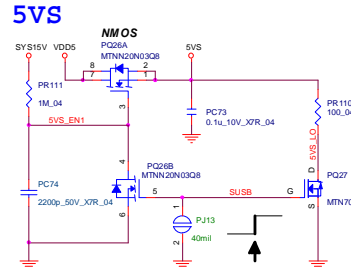 5VS
NMOS
SYS15V VDD5 PQ26A 5VS
MTNN20N03Q8
8 2
7 1
PR111
1M_04
3
PC73
0.1u_10V_X7R_04
PR110
100_04
5VS_EN1
5VS_LO
4
PQ26B
MTNN20N03Q8
PC74
2200p_50V_X7R_04
5
SUSB
G
D
S
PQ27
MTN70
6
1
PJ13
40mil
2